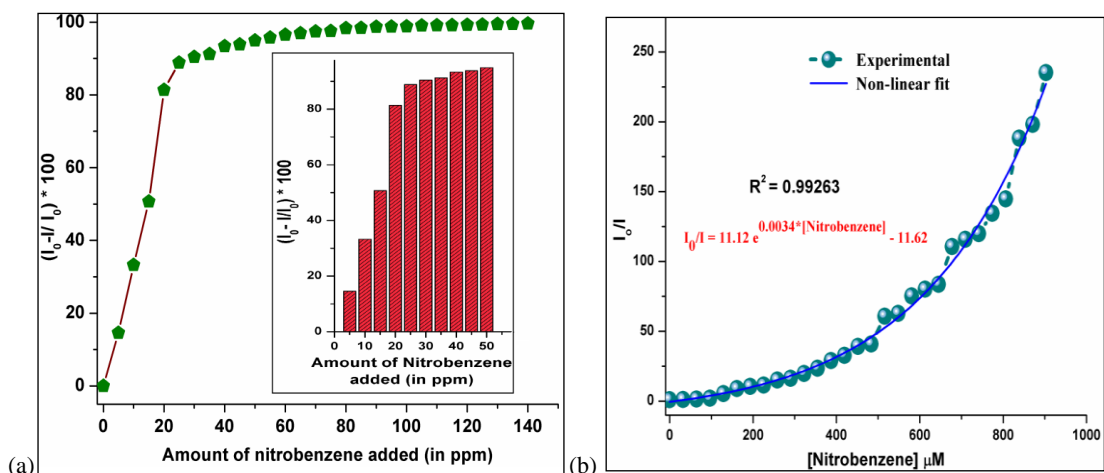 100
80
60
40
20
0
(I₀-I/ I₀) * 100
0 20 40 60 80 100 120 140
Amount of nitrobenzene added (in ppm)
80
60
40
20
0
(I₀- I/I₀) * 100
0 10 20 30 40 50
Amount of Nitrobenzene
added (in ppm)
(a)
250
200
150
100
50
0
I₀/I
Experimental
Non-linear fit
R² = 0.99263
I₀/I = 11.12 e^0.0034*[Nitrobenzene] - 11.62
0 200 400 600 800 1000
[Nitrobenzene] μM
(b)